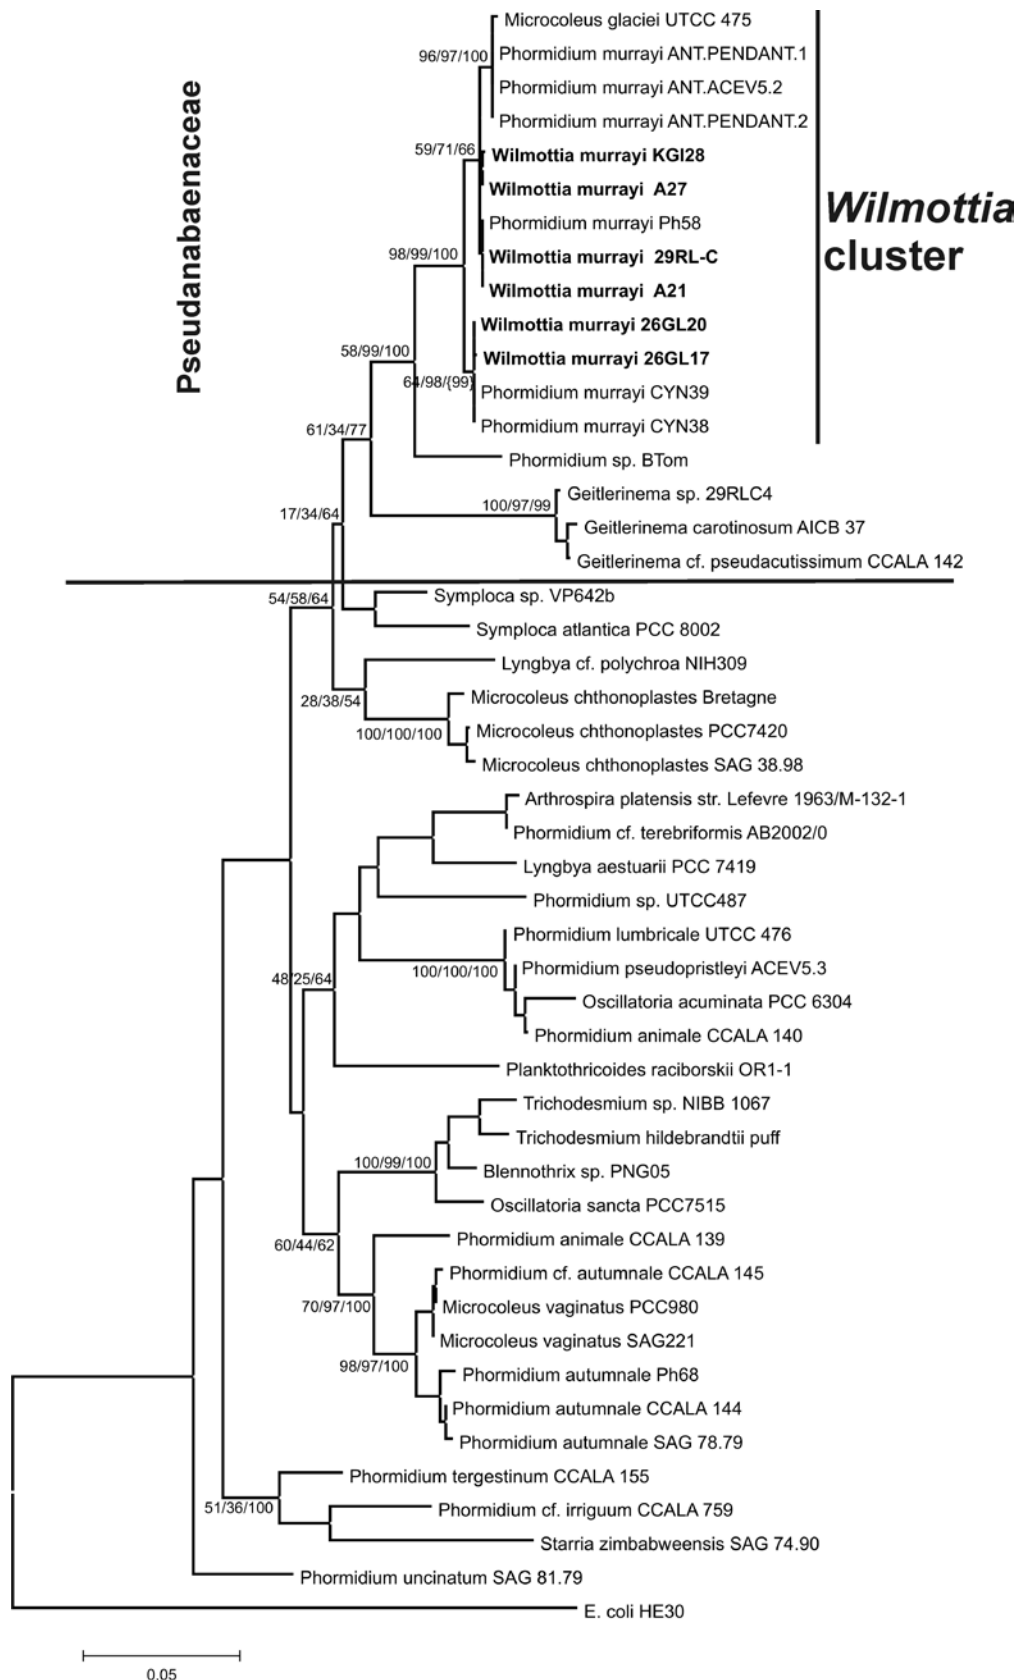 Pseudanabaenaceae
Microcoleus glaciei UTCC 475
96/97/100
Phormidium murrayi ANT.PENDANT.1
Phormidium murrayi ANT.ACEV5.2
Phormidium murrayi ANT.PENDANT.2
59/71/66
Wilmottia murrayi KGI28
Wilmottia murrayi A27
Wilmottia
cluster
Phormidium murrayi Ph58
98/99/100
Wilmottia murrayi 29RL-C
Wilmottia murrayi A21
Wilmottia murrayi 26GL20
58/99/100
Wilmottia murrayi 26GL17
64/98/{99}
Phormidium murrayi CYN39
Phormidium murrayi CYN38
61/34/77
Phormidium sp. BTom
Geitlerinema sp. 29RLC4
100/97/99
17/34/64
Geitlerinema carotinosum AICB 37
Geitlerinema cf. pseudacutissimum CCALA 142
54/58/64
Symploca sp. VP642b
Symploca atlantica PCC 8002
Lyngbya cf. polychroa NIH309
28/38/54
Microcoleus chthonoplastes Bretagne
100/100/100
Microcoleus chthonoplastes PCC7420
Microcoleus chthonoplastes SAG 38.98
Arthrospira platensis str. Lefevre 1963/M-132-1
Phormidium cf. terebriformis AB2002/0
Lyngbya aestuarii PCC 7419
Phormidium sp. UTCC487
Phormidium lumbricale UTCC 476
100/100/100
Phormidium pseudopristleyi ACEV5.3
48/25/64
Oscillatoria acuminata PCC 6304
Phormidium animale CCALA 140
Planktothricoides raciborskii OR1-1
Trichodesmium sp. NIBB 1067
Trichodesmium hildebrandtii puff
100/99/100
Blennothrix sp. PNG05
Oscillatoria sancta PCC7515
60/44/62
Phormidium animale CCALA 139
Phormidium cf. autumnale CCALA 145
70/97/100
Microcoleus vaginatus PCC980
Microcoleus vaginatus SAG221
98/97/100
Phormidium autumnale Ph68
Phormidium autumnale CCALA 144
Phormidium autumnale SAG 78.79
Phormidium tergestinum CCALA 155
51/36/100
Phormidium cf. irriguum CCALA 759
Starria zimbabweensis SAG 74.90
Phormidium uncinatum SAG 81.79
E. coli HE30
0.05